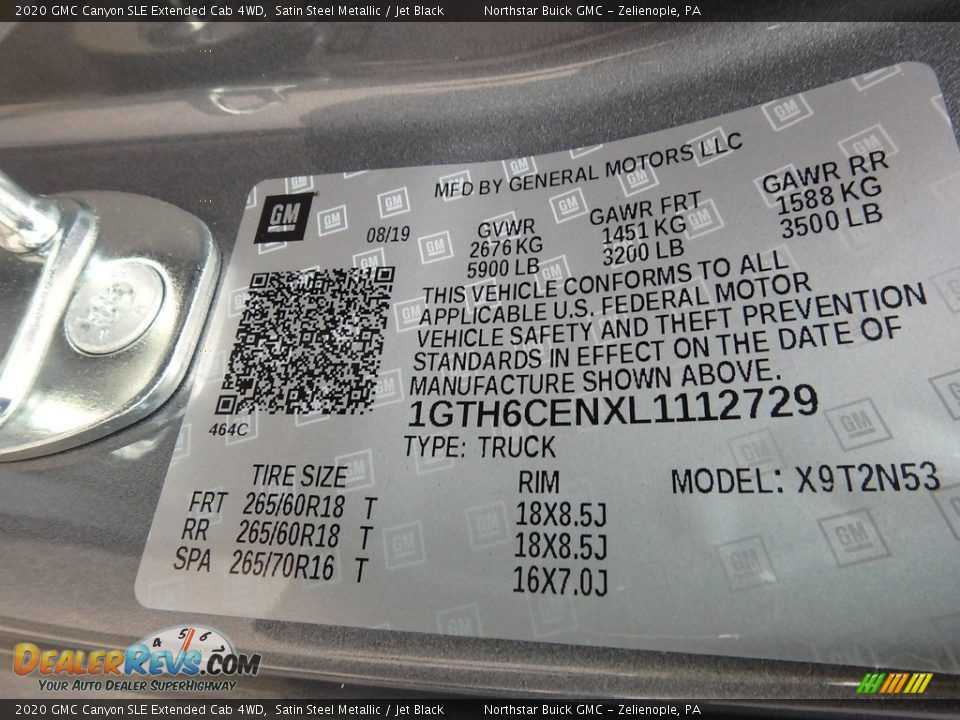 2020 GMC Canyon SLE Extended Cab 4WD, Satin Steel Metallic / Jet Black Northstar Buick GMC - Zelienople, PA
MFD BY GENERAL MOTORS LLC
GM
08/19
GVWR GAWR FRT GAWR RR
2676 KG 1451 KG 1588 KG
5900 LB 3200 LB 3500 LB
THIS VEHICLE CONFORMS TO ALL
APPLICABLE U.S. FEDERAL MOTOR
VEHICLE SAFETY AND THEFT PREVENTION
STANDARDS IN EFFECT ON THE DATE OF
MANUFACTURE SHOWN ABOVE.
1GTH6CENXL1112729
464C
TYPE: TRUCK
TIRE SIZE RIM MODEL: X9T2N53
FRT 265/60R18 T 18X8.5J
RR 265/60R18 T 18X8.5J
SPA 265/70R16 T 16X7.0J
4 5 6
DealerRevs.com
Your Auto Dealer SuperHighway
2020 GMC Canyon SLE Extended Cab 4WD, Satin Steel Metallic / Jet Black Northstar Buick GMC - Zelienople, PA